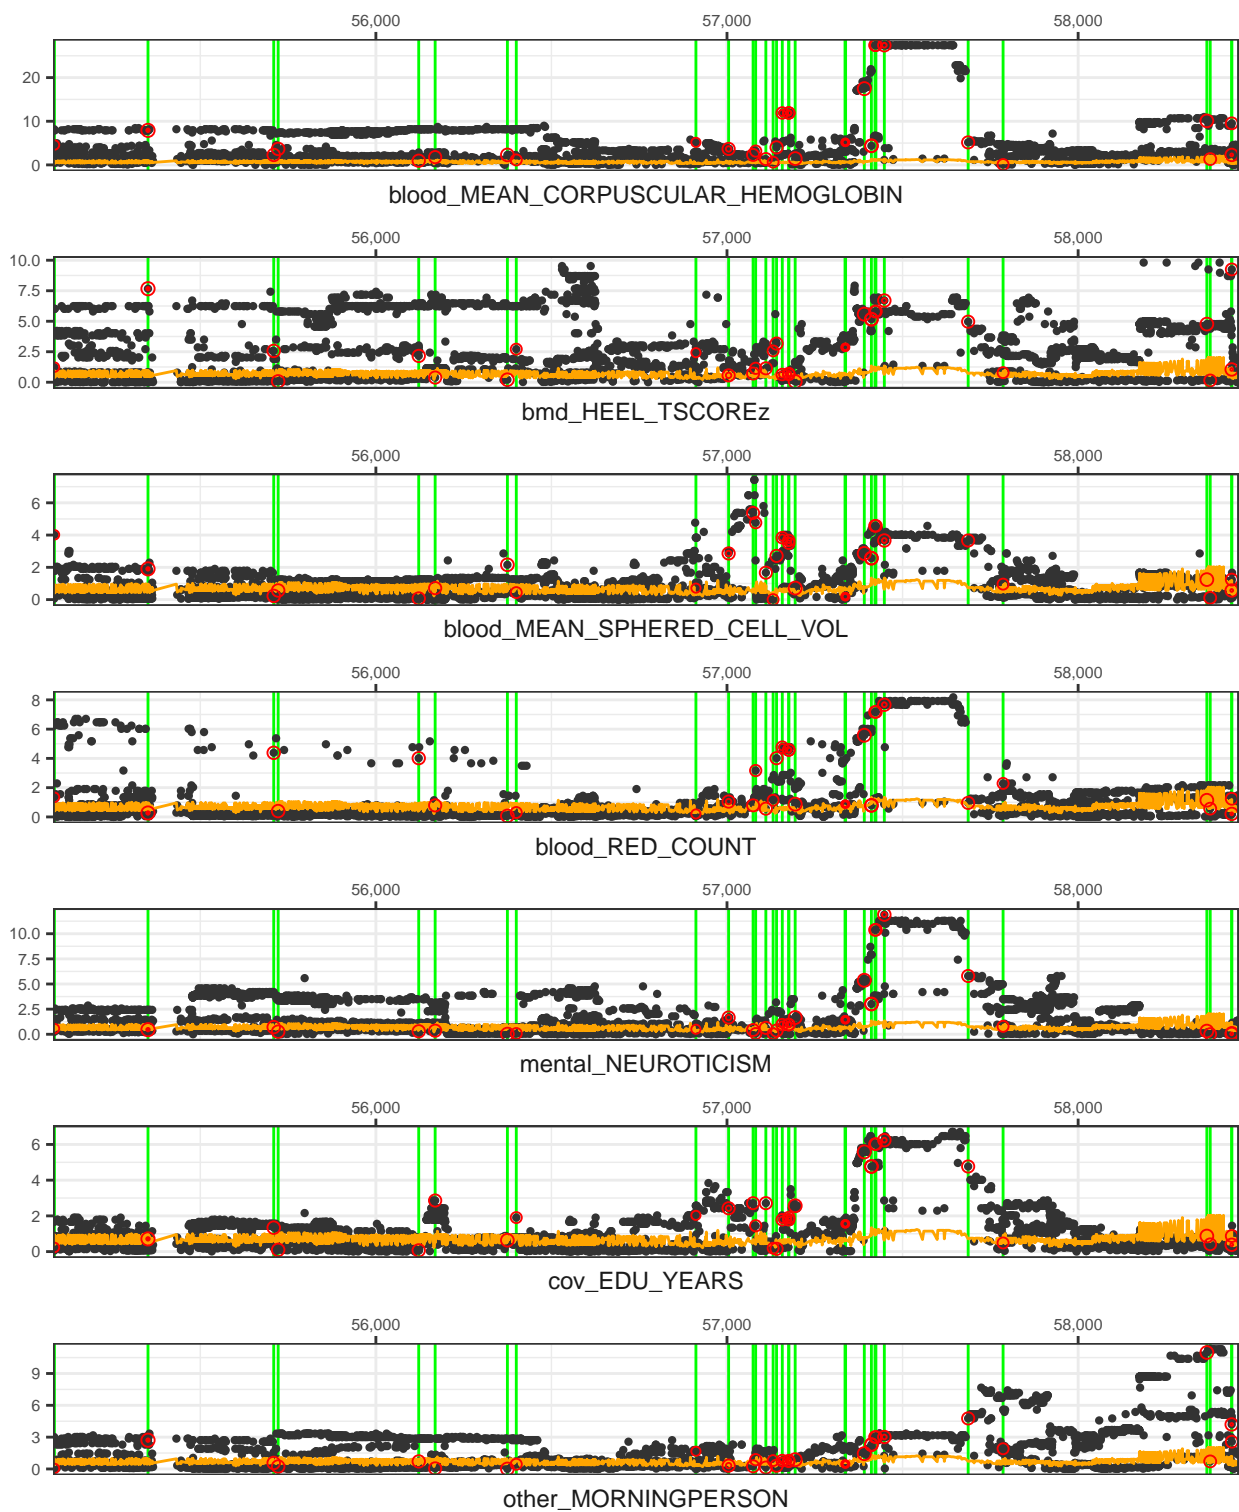 56,000 57,000 58,000
20
10
0
blood_MEAN_CORPUSCULAR_HEMOGLOBIN
56,000 57,000 58,000
10.0
7.5
5.0
2.5
0.0
bmd_HEEL_TSCOREz
56,000 57,000 58,000
6
4
2
0
blood_MEAN_SPHERED_CELL_VOL
56,000 57,000 58,000
8
6
4
2
0
blood_RED_COUNT
56,000 57,000 58,000
10.0
7.5
5.0
2.5
0.0
mental_NEUROTICISM
56,000 57,000 58,000
6
4
2
0
cov_EDU_YEARS
56,000 57,000 58,000
9
6
3
0
other_MORNINGPERSON